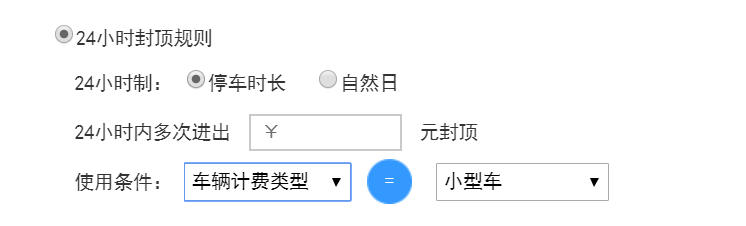 24小时封顶规则
24小时制： 停车时长 自然日
24小时内多次进出 ￥ 元封顶
使用条件： 车辆计费类型 ▼ = 小型车 ▼